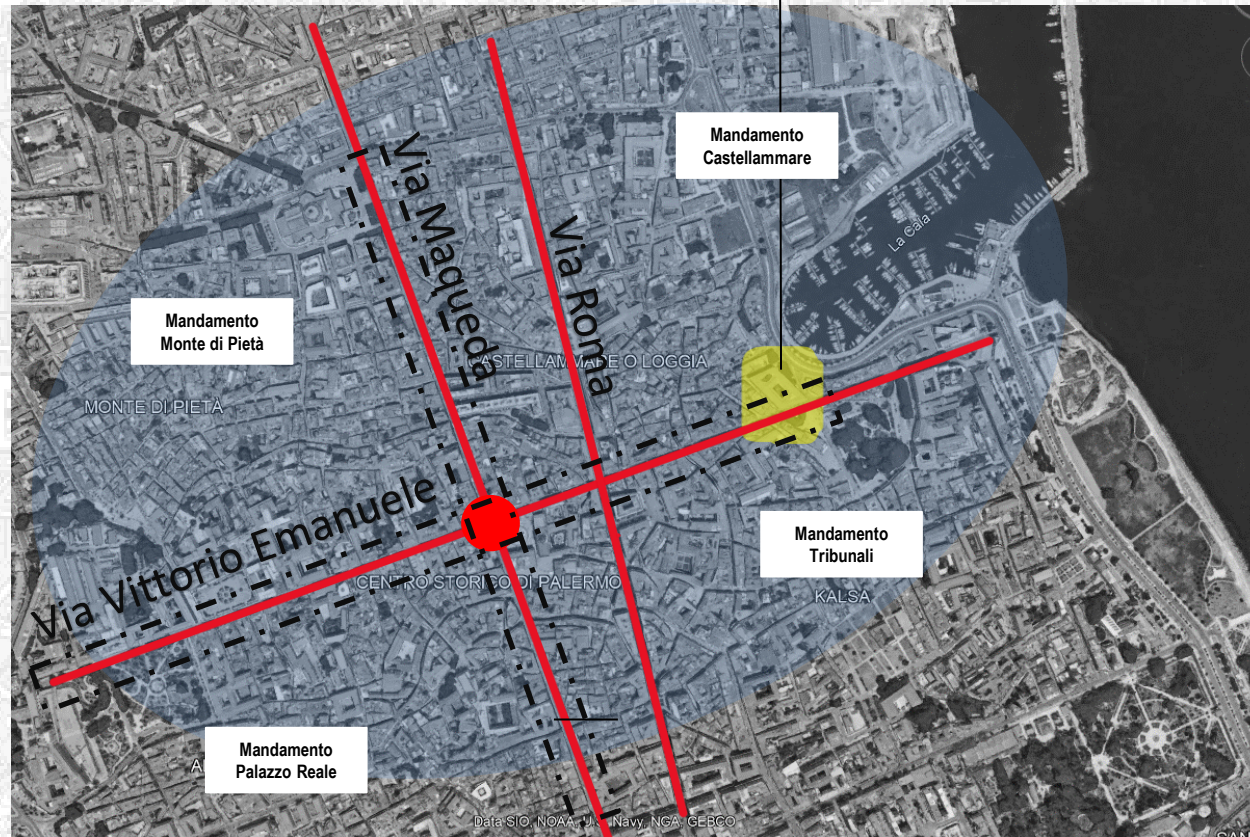 Mandamento
Castellammare
Via Maqueda
Via Roma
La Cala
Mandamento
Monte di Pietà
CASTELLAMMARE O LOGGIA
MONTE DI PIETÀ
Via Vittorio Emanuele
Mandamento
Tribunali
CENTRO STORICO DI PALERMO
KALSA
Mandamento
Palazzo Reale
Data SIO, NOAA, U.S. Navy, NGA, GEBCO